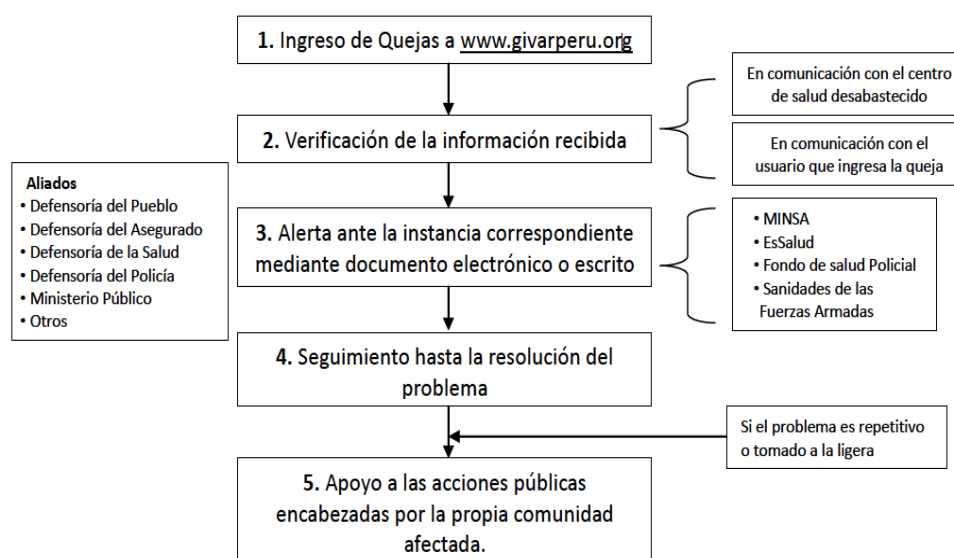 1. Ingreso de Quejas a www.givarperu.org
En comunicación con el centro
de salud desabastecido
2. Verificación de la información recibida
En comunicación con el
usuario que ingresa la queja
Aliados
• Defensoría del Pueblo
• Defensoría del Asegurado
• Defensoría de la Salud
• Defensoría del Policía
• Ministerio Público
• Otros
3. Alerta ante la instancia correspondiente
mediante documento electrónico o escrito
• MINSA
• EsSalud
• Fondo de salud Policial
• Sanidades de las
Fuerzas Armadas
4. Seguimiento hasta la resolución del
problema
Si el problema es repetitivo
o tomado a la ligera
5. Apoyo a las acciones públicas
encabezadas por la propia comunidad
afectada.